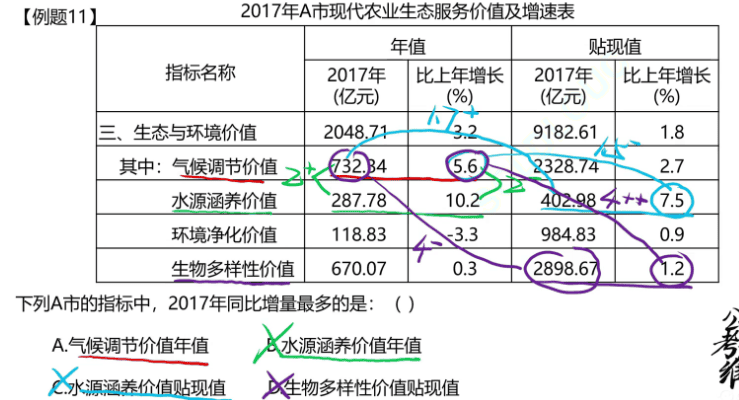 【例题11】 2017年A市现代农业生态服务价值及增速表
指标名称 年值 贴现值
2017年(亿元) 比上年增长(%) 2017年(亿元) 比上年增长(%)
三、生态与环境价值 2048.71 3.2 9182.61 1.8
其中：气候调节价值 732.34 5.6 2328.74 2.7
水源涵养价值 287.78 10.2 402.98 7.5
环境净化价值 118.83 -3.3 984.83 0.9
生物多样性价值 670.07 0.3 2898.67 1.2
2+ 2- 4- 4++
下列A市的指标中，2017年同比增量最多的是：（ ）
A.气候调节价值年值 B.水源涵养价值年值
C.水源涵养价值贴现值 D.生物多样性价值贴现值
公考雅